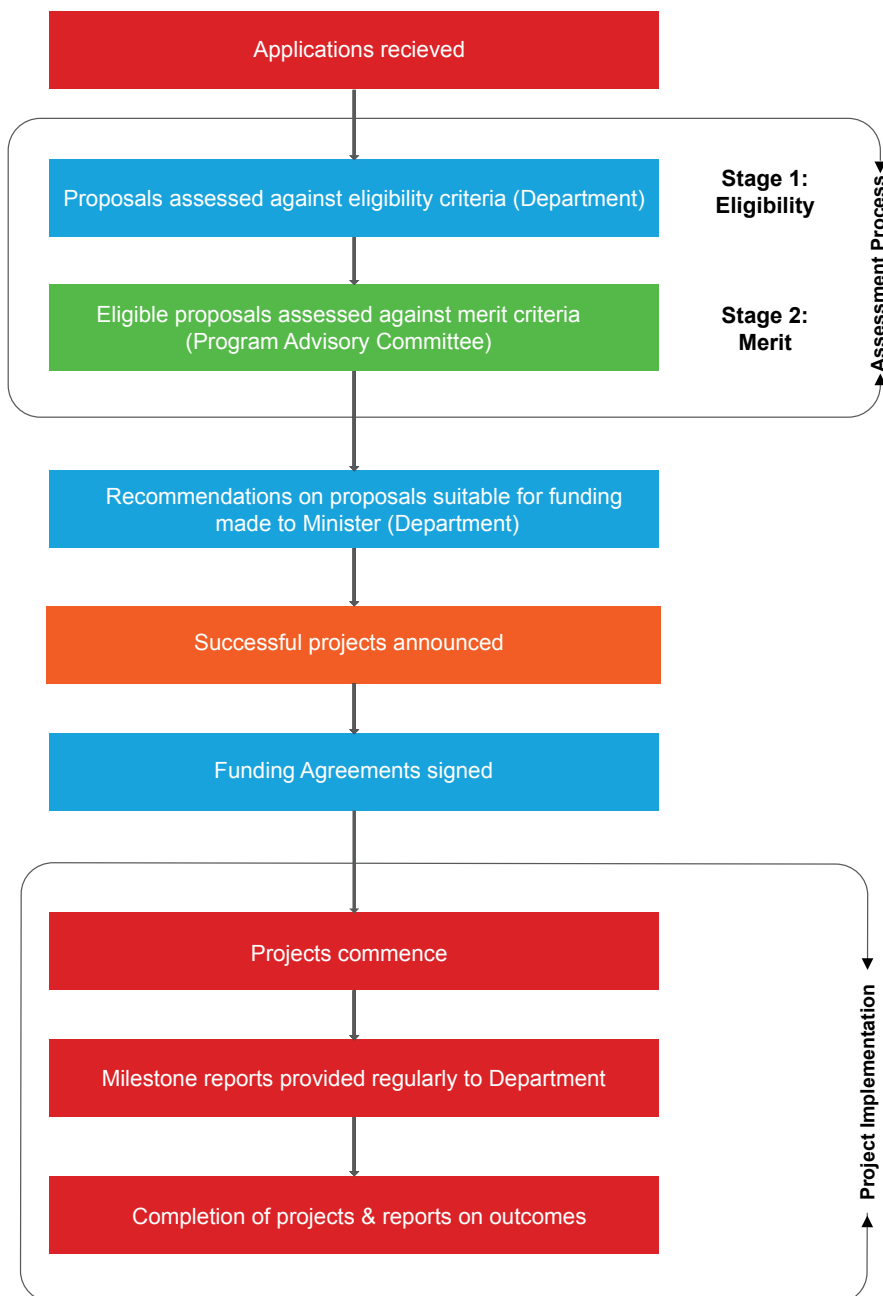 Applications recieved
Proposals assessed against eligibility criteria (Department)
Stage 1:
Eligibility
Eligible proposals assessed against merit criteria
(Program Advisory Committee)
Stage 2:
Merit
Assessment Process
Recommendations on proposals suitable for funding
made to Minister (Department)
Successful projects announced
Funding Agreements signed
Projects commence
Milestone reports provided regularly to Department
Completion of projects & reports on outcomes
Project Implementation